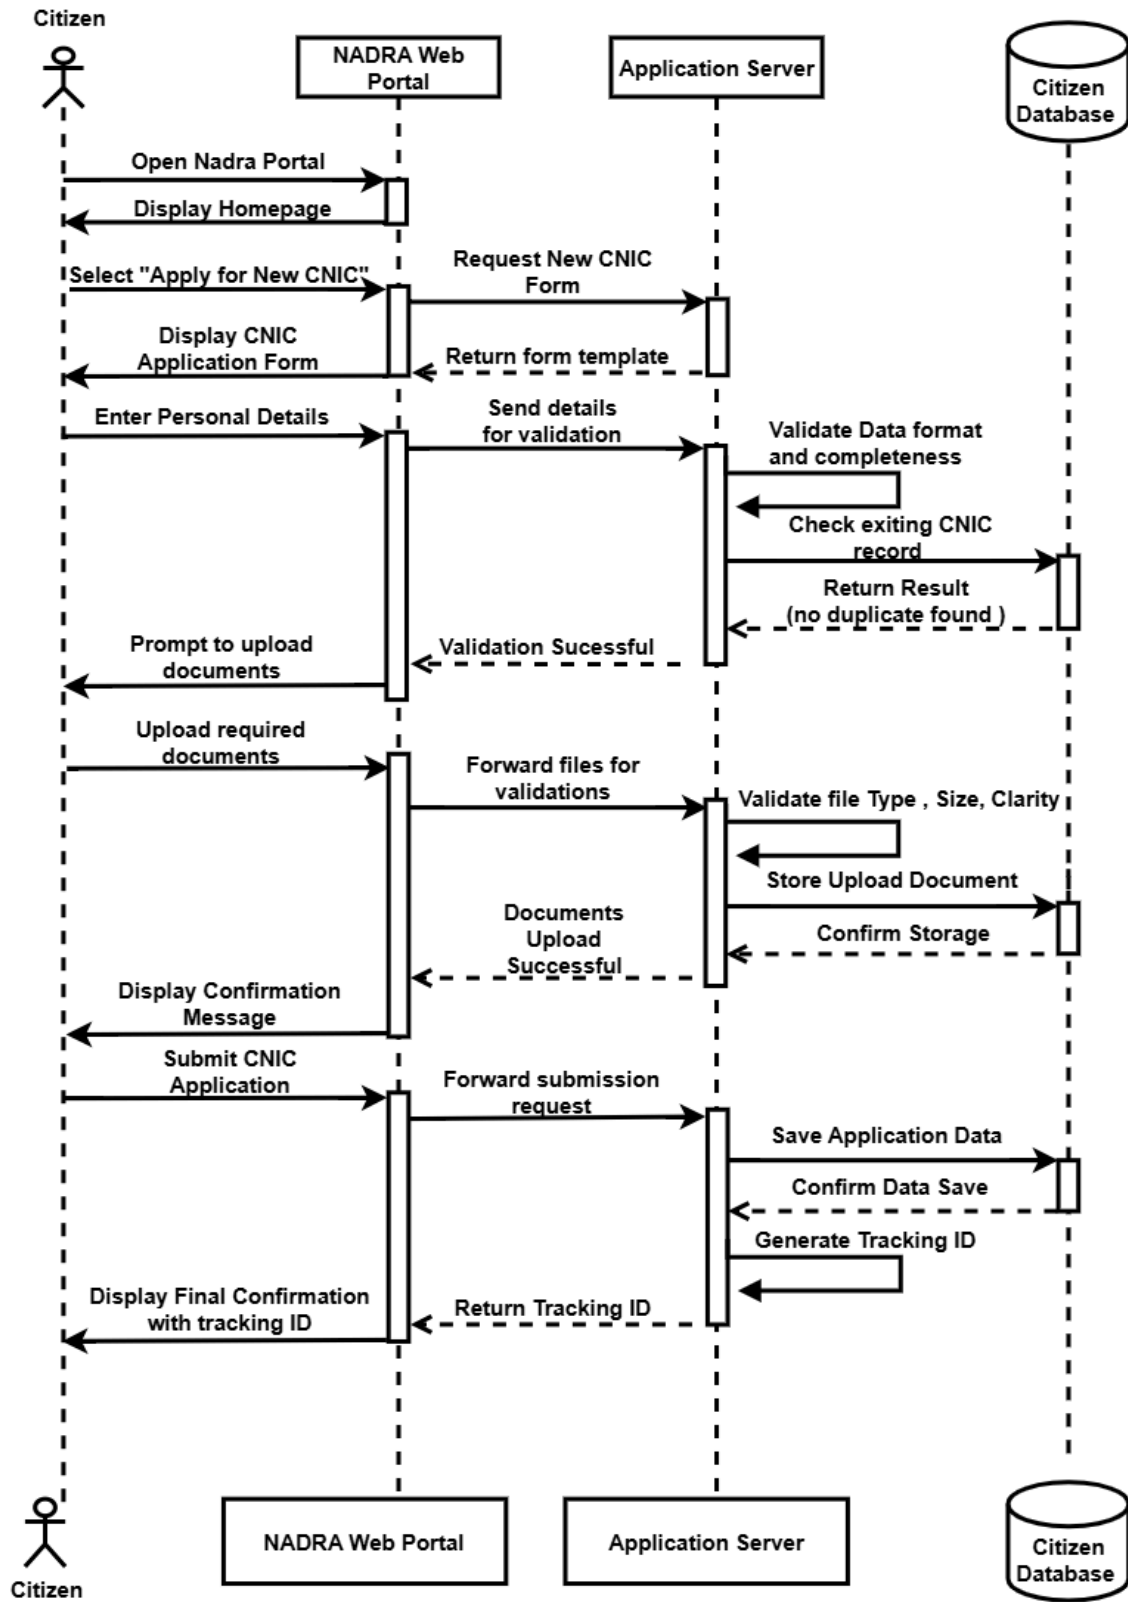 Citizen
NADRA Web
Portal
Application Server
Citizen
Database
Open Nadra Portal
Display Homepage
Select "Apply for New CNIC"
Request New CNIC
Form
Display CNIC
Application Form
Return form template
Enter Personal Details
Send details
for validation
Validate Data format
and completeness
Check exiting CNIC
record
Return Result
(no duplicate found )
Validation Sucessful
Prompt to upload
documents
Upload required
documents
Forward files for
validations
Validate file Type , Size, Clarity
Store Upload Document
Confirm Storage
Documents
Upload
Successful
Display Confirmation
Message
Submit CNIC
Application
Forward submission
request
Save Application Data
Confirm Data Save
Generate Tracking ID
Return Tracking ID
Display Final Confirmation
with tracking ID
Citizen
NADRA Web Portal
Application Server
Citizen
Database